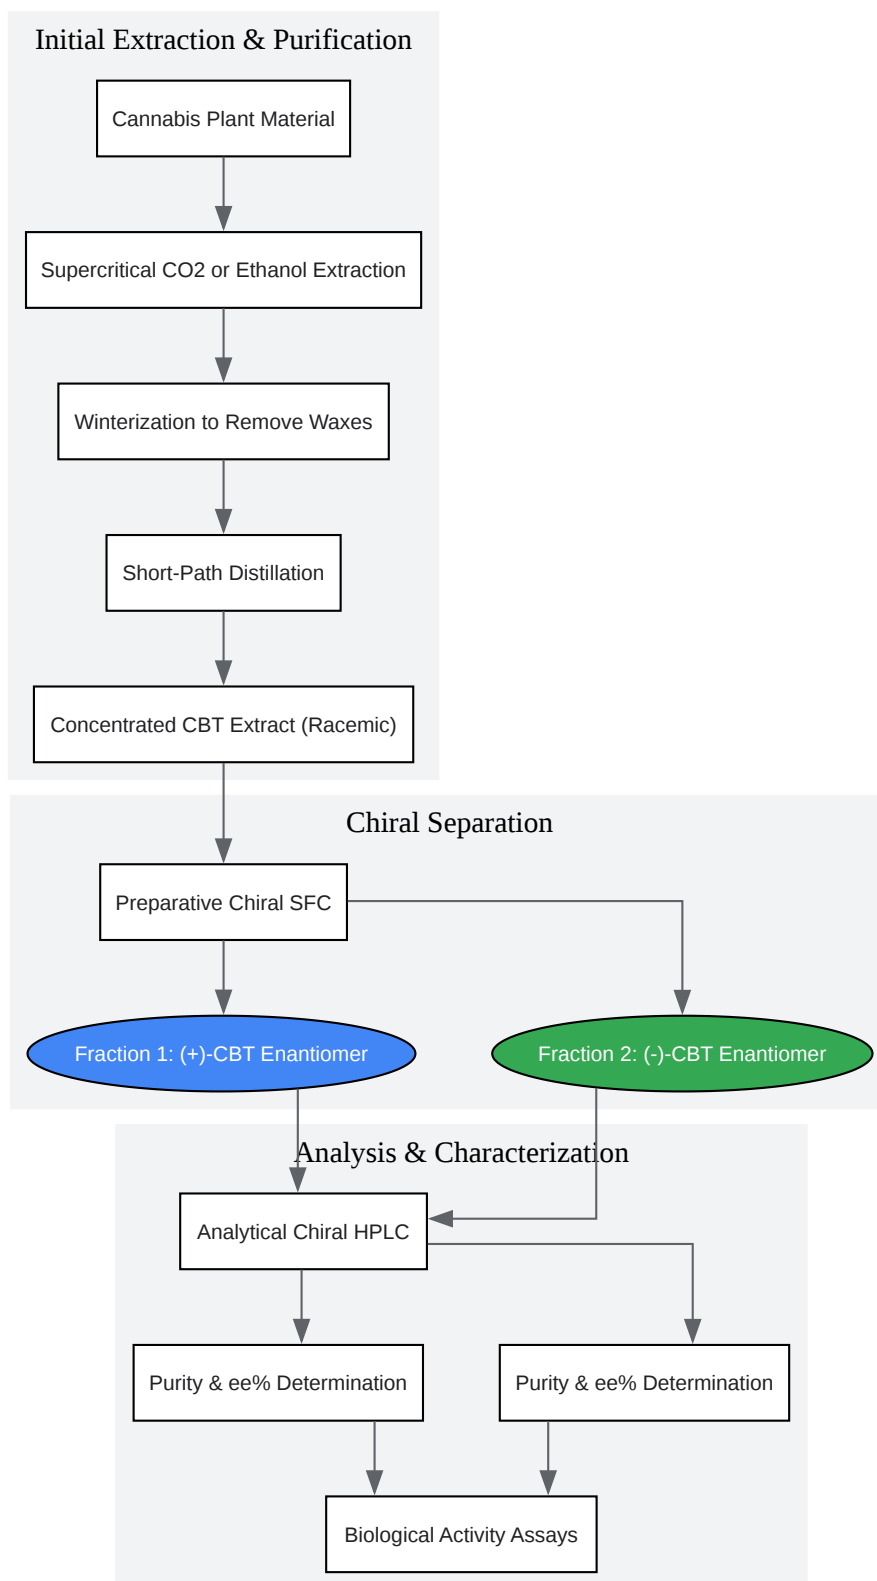 Initial Extraction & Purification
Cannabis Plant Material
Supercritical CO2 or Ethanol Extraction
Winterization to Remove Waxes
Short-Path Distillation
Concentrated CBT Extract (Racemic)
Chiral Separation
Preparative Chiral SFC
Fraction 1: (+)-CBT Enantiomer
Fraction 2: (-)-CBT Enantiomer
Analysis & Characterization
Analytical Chiral HPLC
Purity & ee% Determination
Purity & ee% Determination
Biological Activity Assays